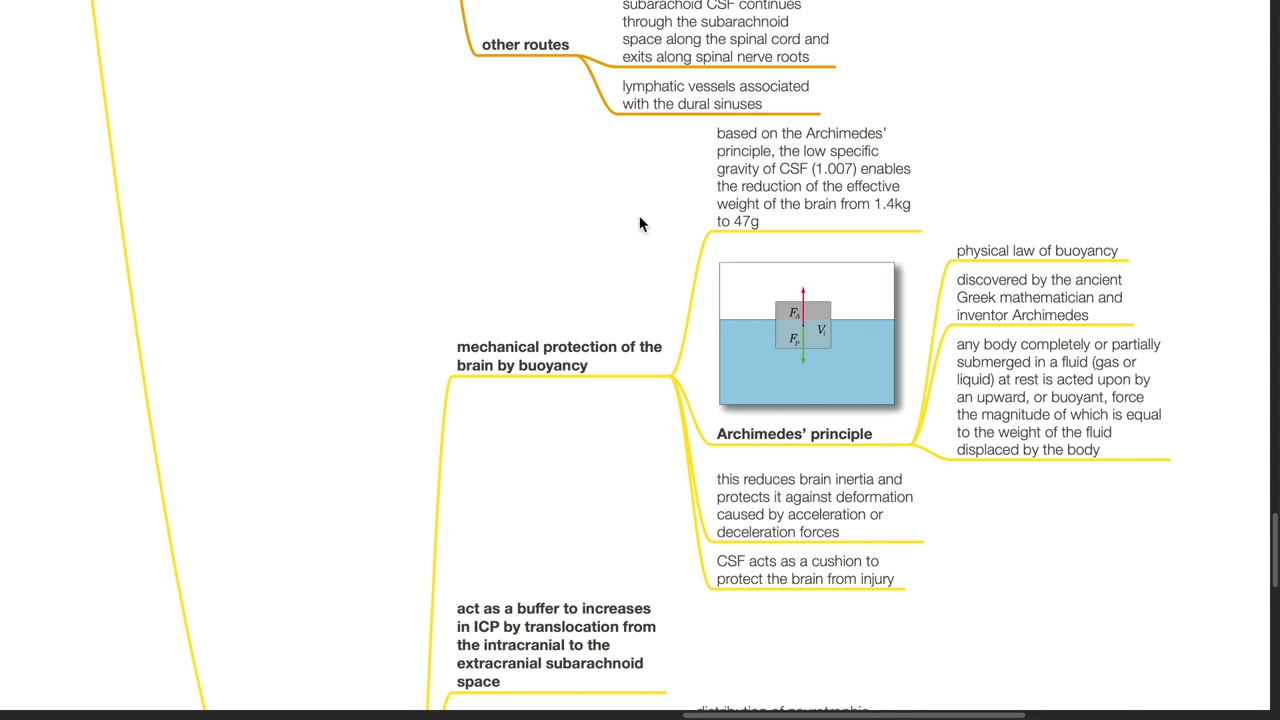 subarachoid CSF continues
through the subarachnoid
space along the spinal cord and
exits along spinal nerve roots
other routes
lymphatic vessels associated
with the dural sinuses
based on the Archimedes’
principle, the low specific
gravity of CSF (1.007) enables
the reduction of the effective
weight of the brain from 1.4kg
to 47g
physical law of buoyancy
discovered by the ancient
Greek mathematician and
inventor Archimedes
any body completely or partially
submerged in a fluid (gas or
liquid) at rest is acted upon by
an upward, or buoyant, force
the magnitude of which is equal
to the weight of the fluid
displaced by the body
F_A
V_i
F_p
mechanical protection of the
brain by buoyancy
Archimedes’ principle
this reduces brain inertia and
protects it against deformation
caused by acceleration or
deceleration forces
CSF acts as a cushion to
protect the brain from injury
act as a buffer to increases
in ICP by translocation from
the intracranial to the
extracranial subarachnoid
space
distribution of neurotrophic